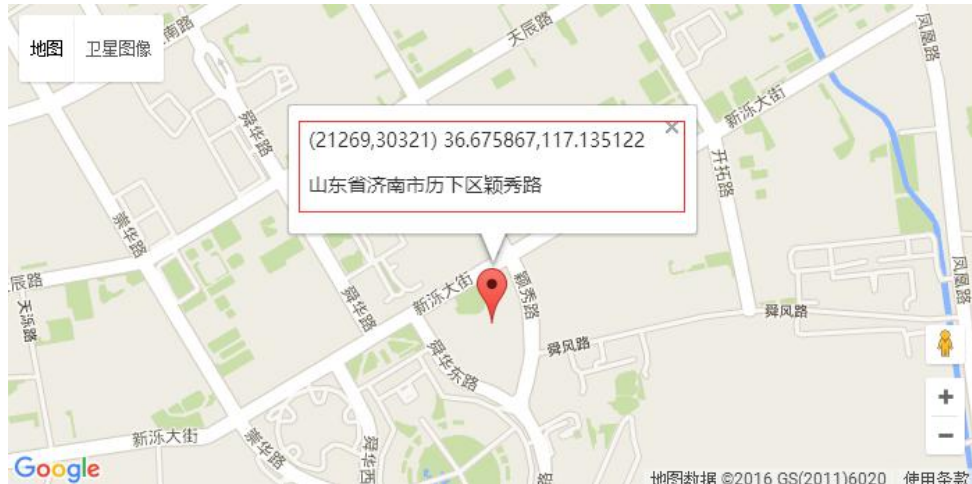 地图 卫星图像
南路
天辰路
凤凰路
舜华路
新泺大街
(21269,30321) 36.675867,117.135122
×
山东省济南市历下区颖秀路
开拓路
崇华路
辰路
天泺路
新泺大街
颖秀路
舜华路
凤凰路
舜风路
舜风路
舜华东路
+
新泺大街
崇华路
舜华西
−
路
Google
地图数据 ©2016 GS(2011)6020 使用条款